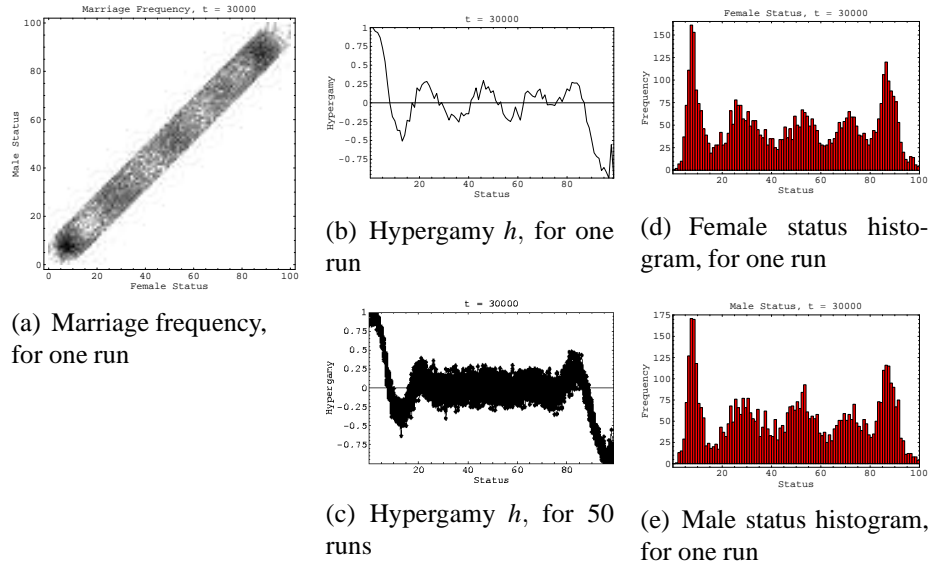 Marriage Frequency, t = 30000
100
80
60
40
20
0
Male Status
0 20 40 60 80 100
Female Status
(a) Marriage frequency,
for one run
t = 30000
1
0.75
0.5
0.25
0
-0.25
-0.5
-0.75
Hypergamy
20 40 60 80
Status
(b) Hypergamy h, for one
run
t = 30000
1
0.75
0.5
0.25
0
-0.25
-0.5
-0.75
Hypergamy
20 40 60 80
Status
(c) Hypergamy h, for 50
runs
Female Status, t = 30000
150
125
100
75
50
25
0
Frequency
20 40 60 80 100
Status
(d) Female status histo-
gram, for one run
Male Status, t = 30000
175
150
125
100
75
50
25
0
Frequency
20 40 60 80 100
Status
(e) Male status histogram,
for one run